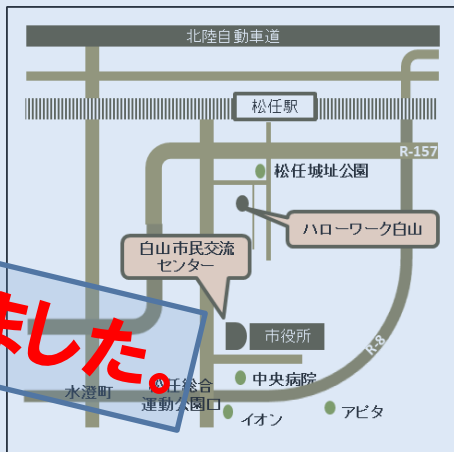 北陸自動車道
松任駅
R-157
松任城址公園
ハローワーク白山
白山市民交流
センター
ました。
市役所
R-8
水澄町
松任総合
運動公園口
中央病院
イオン
アピタ